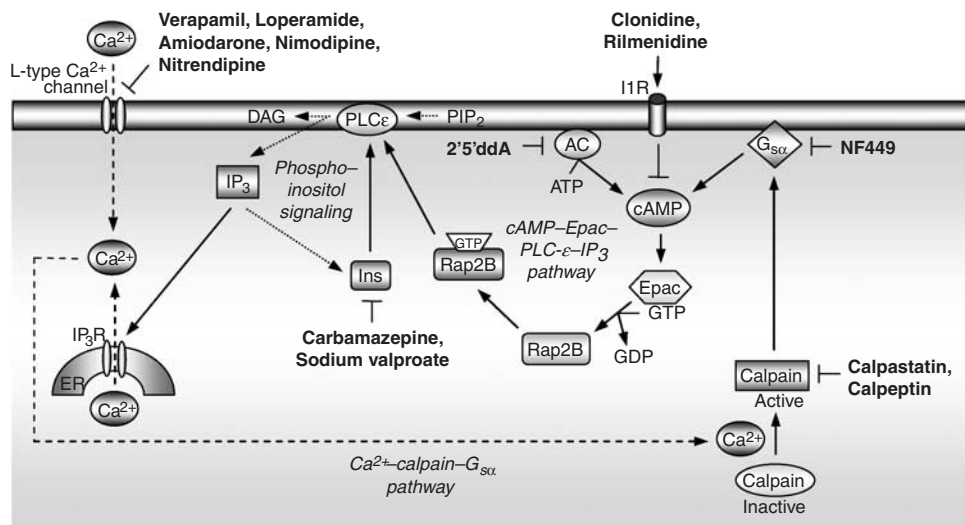 Verapamil, Loperamide,
Amiodarone, Nimodipine,
Nitrendipine
Ca²⁺
L-type Ca²⁺
channel
Clonidine,
Rilmenidine
I1R
DAG
PLCε
PIP₂
2'5'ddA
AC
ATP
Gsα
NF449
IP₃
Phospho–
inositol
signaling
cAMP
cAMP–Epac–
PLC-ε–IP₃
pathway
GTP
Rap2B
Ca²⁺
Ins
Epac
GTP
GDP
Rap2B
IP₃R
ER
Ca²⁺
Carbamazepine,
Sodium valproate
Calpain
Active
Calpastatin,
Calpeptin
Ca²⁺
Ca²⁺–calpain–Gsα
pathway
Calpain
Inactive